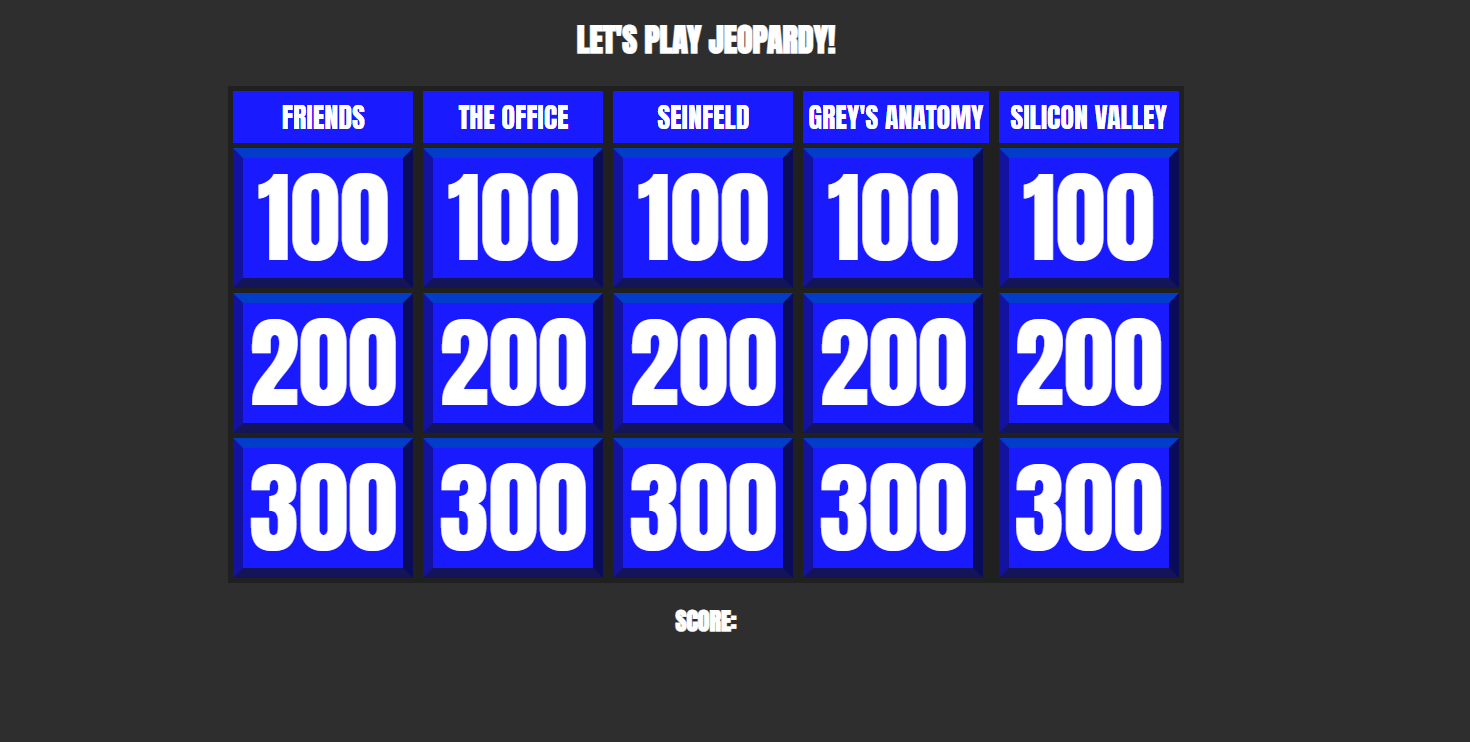 LET'S PLAY JEOPARDY!
FRIENDS THE OFFICE SEINFELD GREY'S ANATOMY SILICON VALLEY
100 100 100 100 100
200 200 200 200 200
300 300 300 300 300
SCORE: